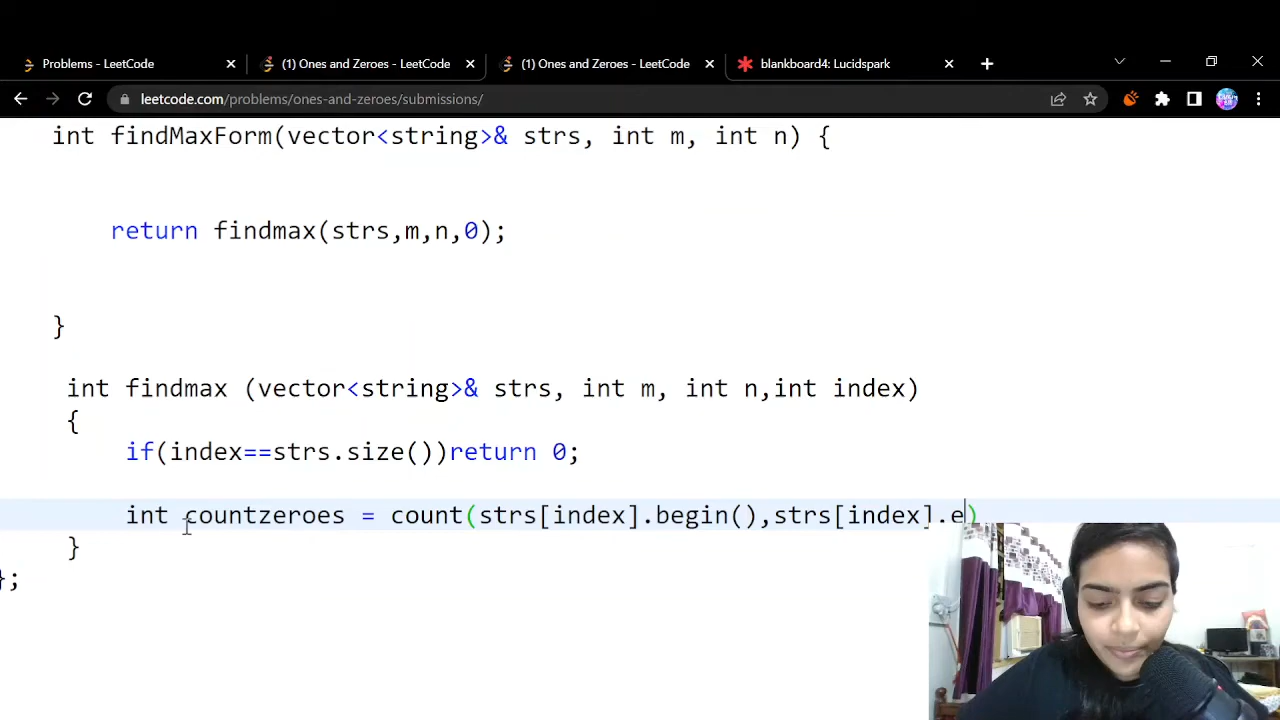 Problems - LeetCode
(1) Ones and Zeroes - LeetCode
(1) Ones and Zeroes - LeetCode
blankboard4: Lucidspark
leetcode.com/problems/ones-and-zeroes/submissions/
int findMaxForm(vector<string>& strs, int m, int n) {
return findmax(strs,m,n,0);
}
int findmax (vector<string>& strs, int m, int n,int index)
{
if(index==strs.size())return 0;
int countzeroes = count(strs[index].begin(),strs[index].e)
}
};